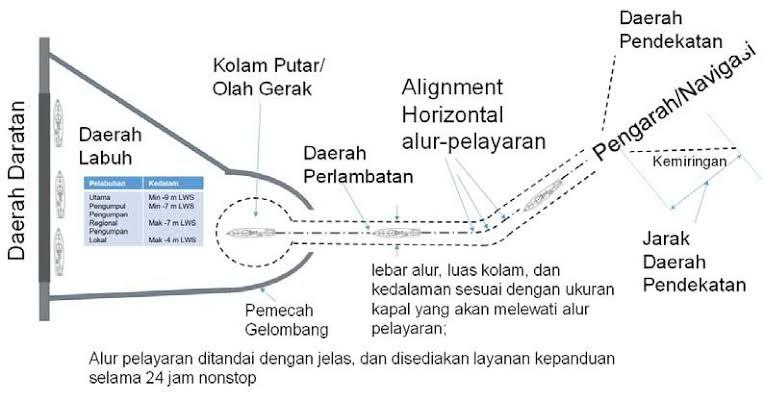 Daerah
Pendekatan
Kolam Putar/
Olah Gerak
Alignment
Horizontal
alur-pelayaran
Pengarah/Navigasi
Daerah Daratan
Daerah
Labuh
Daerah
Perlambatan
Kemiringan
Pelabuhan Kedalam
Utama Min -9 m LWS
Pengumpul Min -7 m LWS
Pengumpan
Regional Mak -7 m LWS
Pengumpan
Lokal Mak -4 m LWS
Jarak
Daerah
Pendekatan
lebar alur, luas kolam, dan
kedalaman sesuai dengan ukuran
kapal yang akan melewati alur
pelayaran;
Pemecah
Gelombang
Alur pelayaran ditandai dengan jelas, dan disediakan layanan kepanduan
selama 24 jam nonstop